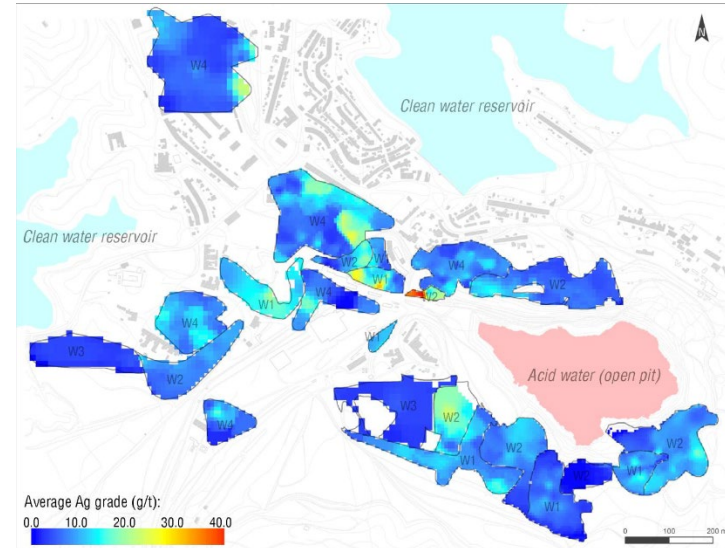 N
W4
Clean water reservoir
Clean water reservoir
W4
W2
W1
W4
W2
W1
W4
W2
W4
W1
W3
W2
W4
W3
W2
W2
W2
W1
W1
W1
Acid water (open pit)
Average Ag grade (g/t):
0.0 10.0 20.0 30.0 40.0
0 100 200 m